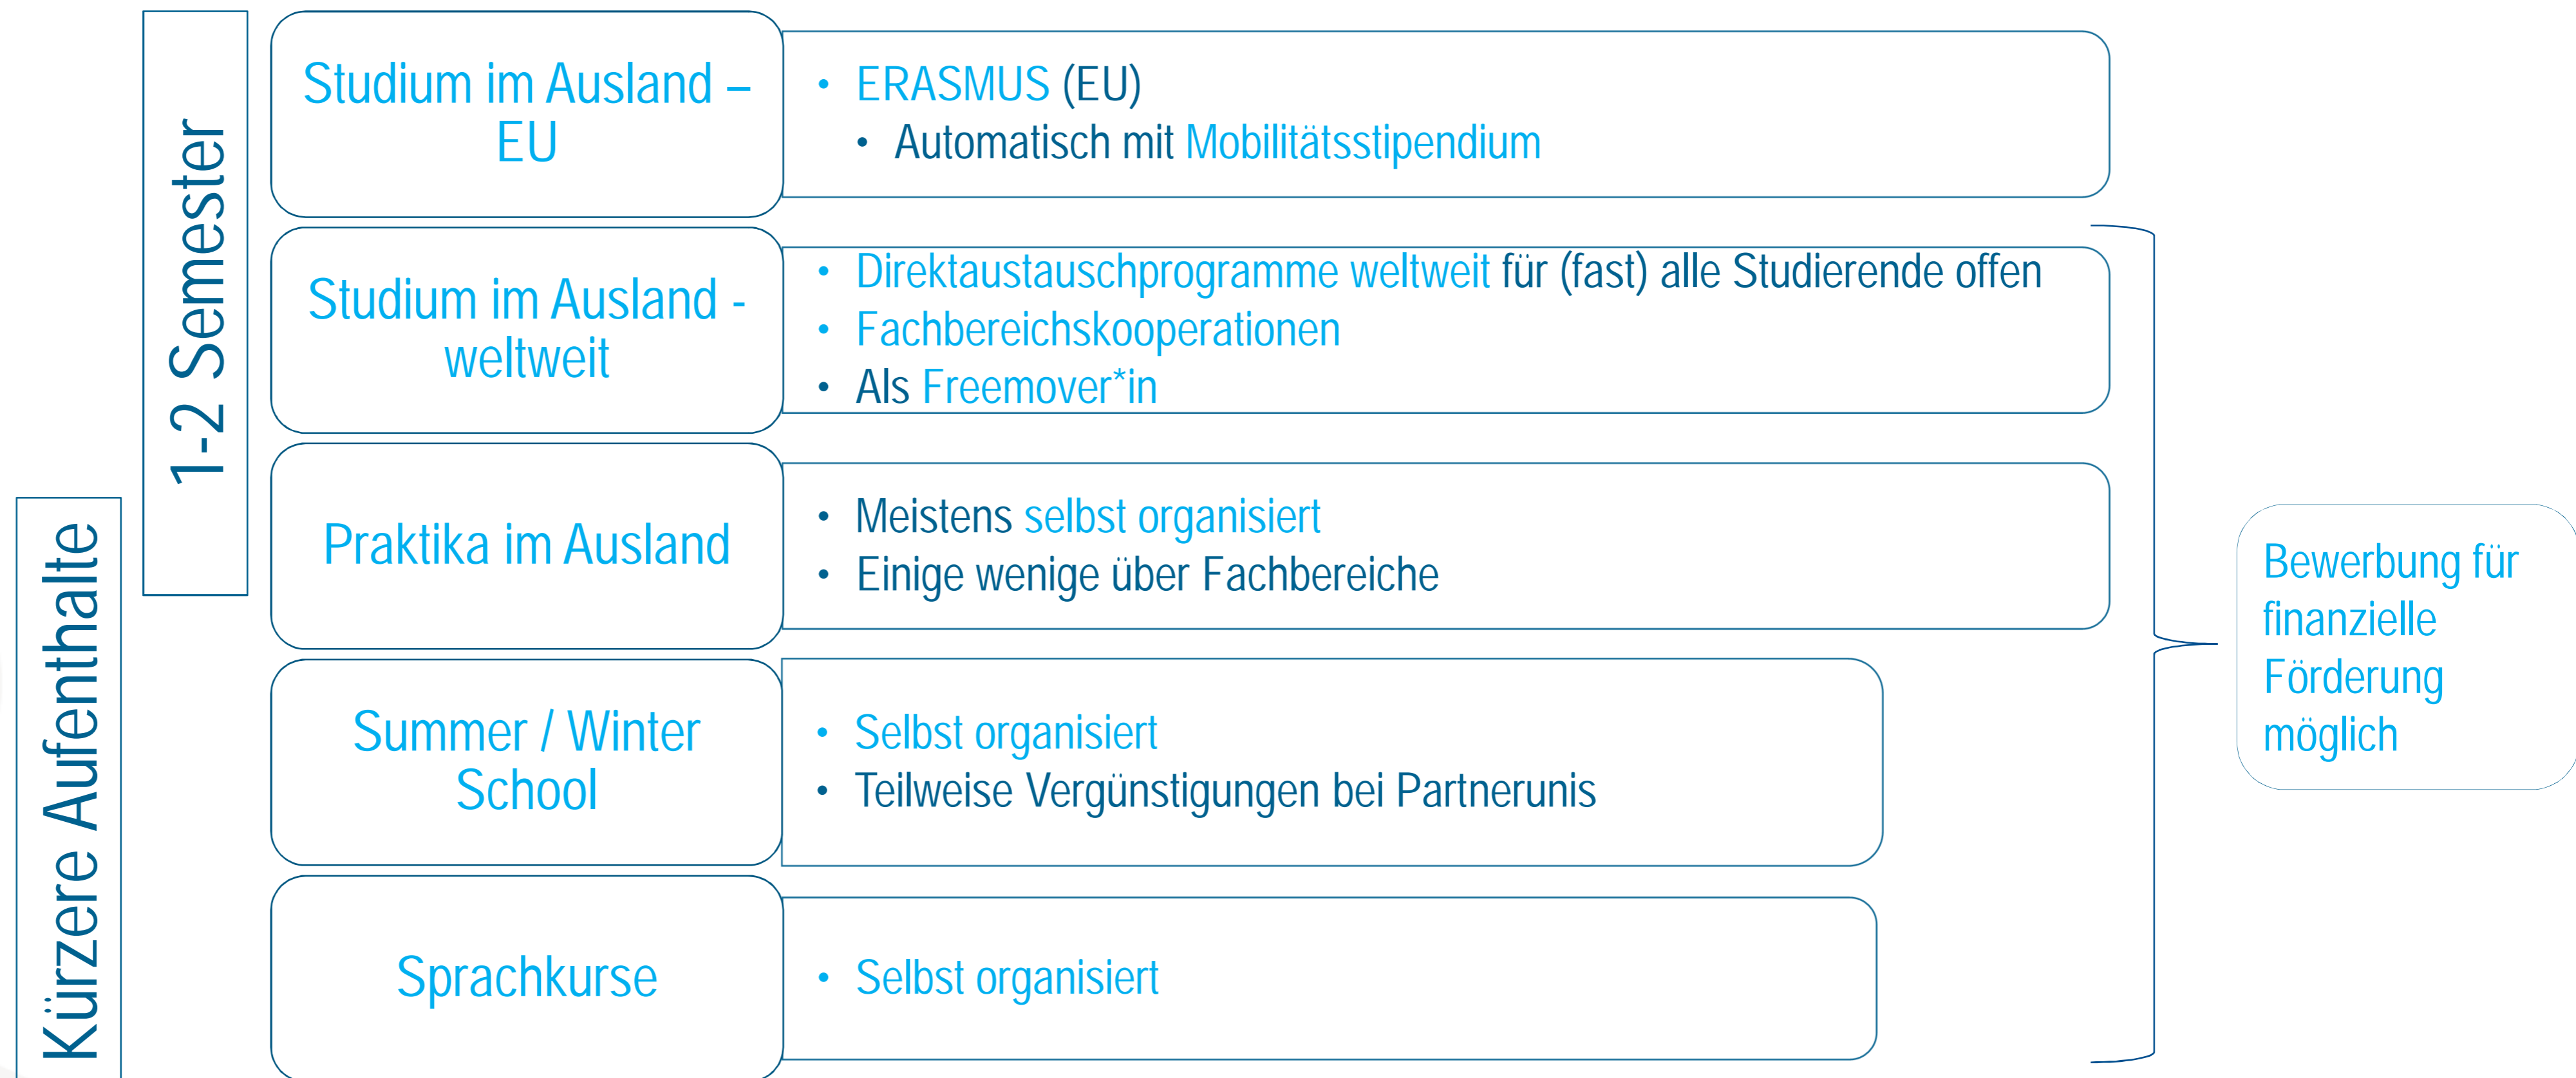 1-2 Semester
Kürzere Aufenthalte
Studium im Ausland –
EU
• ERASMUS (EU)
• Automatisch mit Mobilitätsstipendium
Studium im Ausland -
weltweit
• Direktaustauschprogramme weltweit für (fast) alle Studierende offen
• Fachbereichskooperationen
• Als Freemover*in
Praktika im Ausland
• Meistens selbst organisiert
• Einige wenige über Fachbereiche
Summer / Winter
School
• Selbst organisiert
• Teilweise Vergünstigungen bei Partnerunis
Sprachkurse
• Selbst organisiert
Bewerbung für
finanzielle
Förderung
möglich